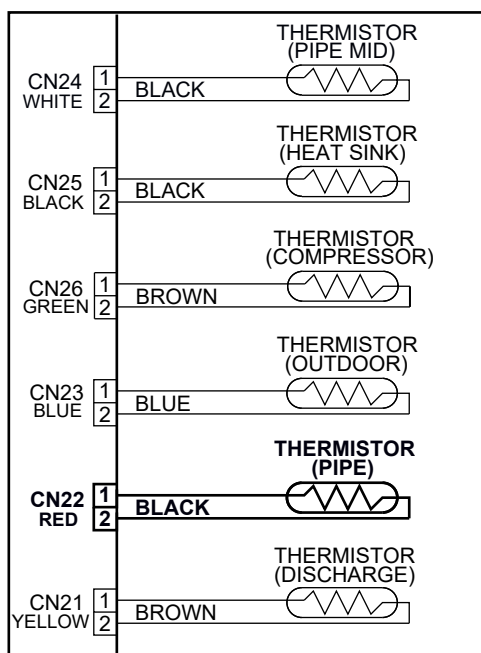 THERMISTOR
(PIPE MID)
CN24
WHITE
1
2
BLACK
THERMISTOR
(HEAT SINK)
CN25
BLACK
1
2
BLACK
THERMISTOR
(COMPRESSOR)
CN26
GREEN
1
2
BROWN
THERMISTOR
(OUTDOOR)
CN23
BLUE
1
2
BLUE
THERMISTOR
(PIPE)
CN22
RED
1
2
BLACK
THERMISTOR
(DISCHARGE)
CN21
YELLOW
1
2
BROWN